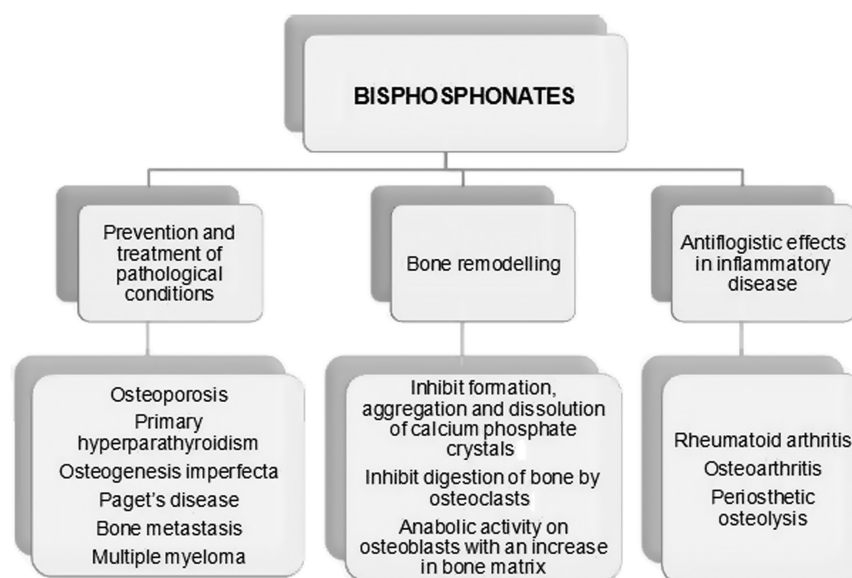 BISPHOSPHONATES
Prevention and
treatment of
pathological
conditions
Bone remodelling
Antiflogistic effects
in inflammatory
disease
Osteoporosis
Primary
hyperparathyroidism
Osteogenesis imperfecta
Paget's disease
Bone metastasis
Multiple myeloma
Inhibit formation,
aggregation and dissolution
of calcium phosphate
crystals
Inhibit digestion of bone by
osteoclasts
Anabolic activity on
osteoblasts with an increase
in bone matrix
Rheumatoid arthritis
Osteoarthritis
Periosthetic
osteolysis